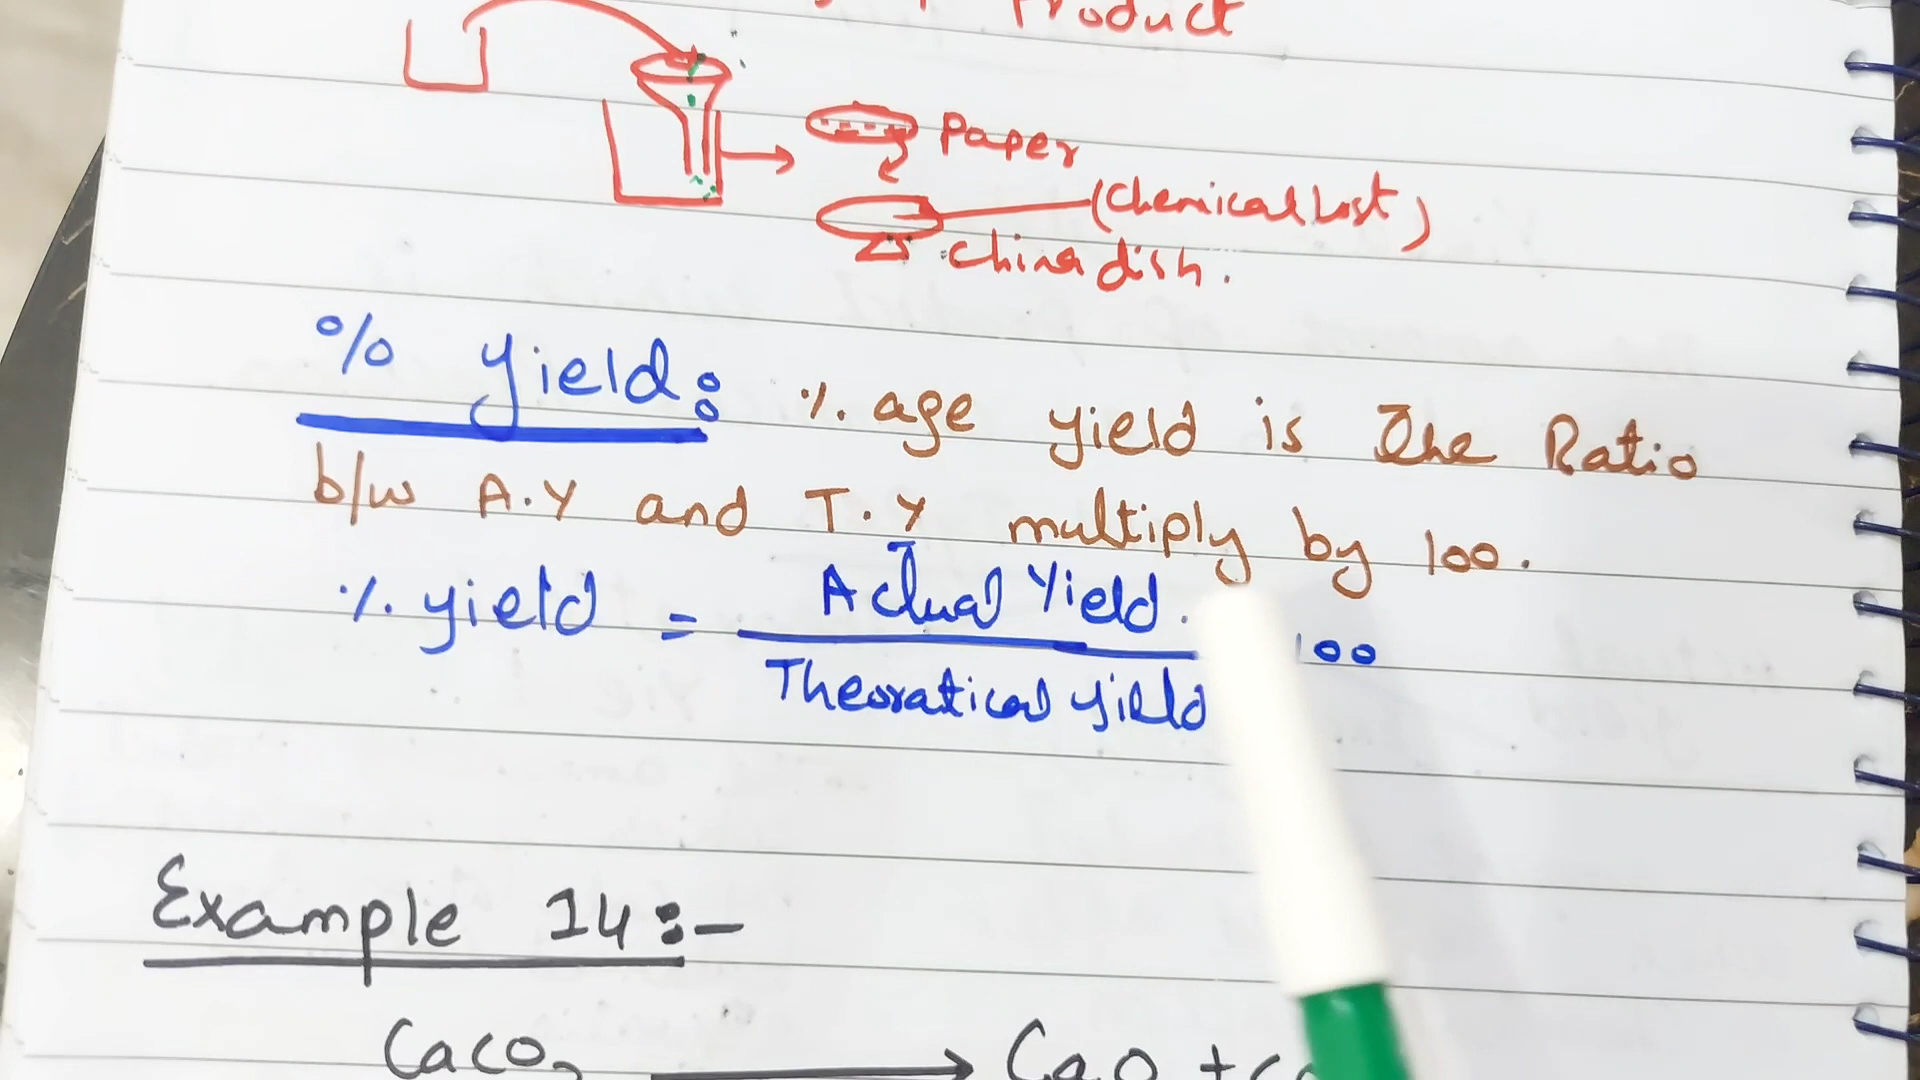 Product
Paper
(Chemical Lost)
China dish.
% Yield: %age yield is The Ratio
b/w A.Y and T.Y multiply by 100.
% yield = Actual Yield.
Theoratical yield
100
Example 14:-
CaCO → CaO +